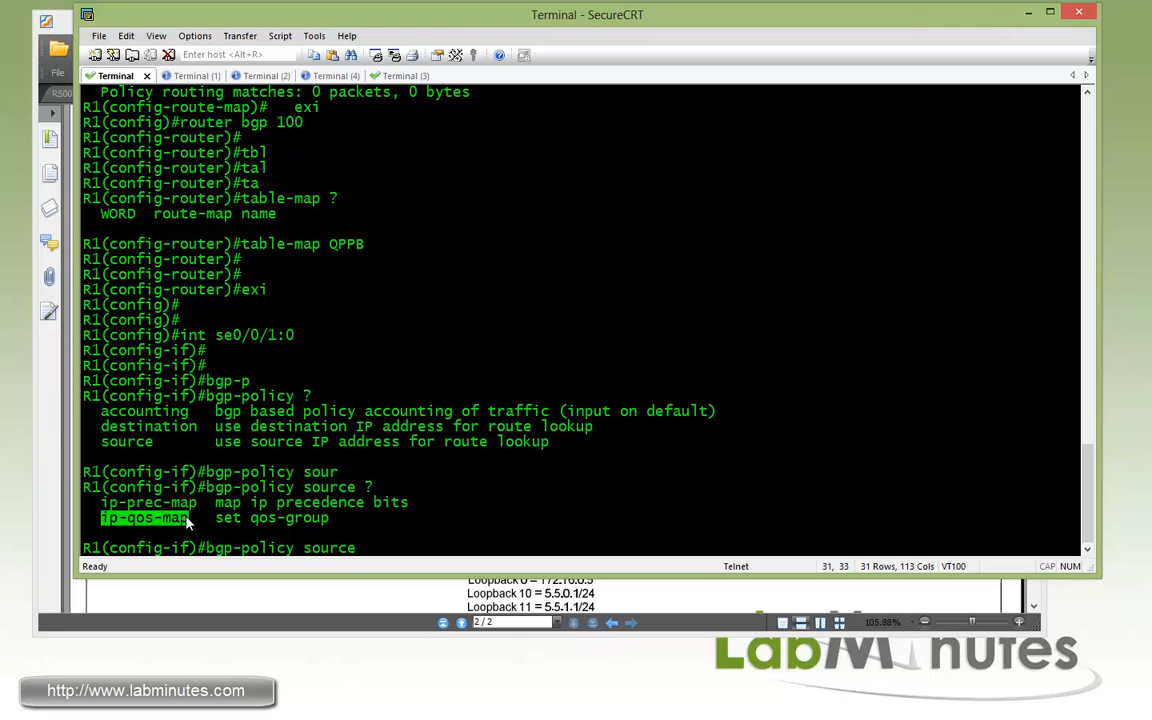 Terminal - SecureCRT
File Edit View Options Transfer Script Tools Help
Enter host <Alt+R>
File
Terminal Terminal (1) Terminal (2) Terminal (4) Terminal (3)
RS00
Policy routing matches: 0 packets, 0 bytes
R1(config-route-map)#   exi
R1(config)#router bgp 100
R1(config-router)#
R1(config-router)#tbl
R1(config-router)#tal
R1(config-router)#ta
R1(config-router)#table-map ?
WORD  route-map name
R1(config-router)#table-map QPPB
R1(config-router)#
R1(config-router)#
R1(config-router)#exi
R1(config)#
R1(config)#
R1(config)#int se0/0/1:0
R1(config-if)#
R1(config-if)#
R1(config-if)#bgp-p
R1(config-if)#bgp-policy ?
accounting   bgp based policy accounting of traffic (input on default)
destination  use destination IP address for route lookup
source       use source IP address for route lookup
R1(config-if)#bgp-policy sour
R1(config-if)#bgp-policy source ?
ip-prec-map  map ip precedence bits
ip-qos-map   set qos-group
R1(config-if)#bgp-policy source
Ready Telnet 31, 33 31 Rows, 113 Cols VT100 CAP NUM
Loopback 0 = 172.16.0.5
Loopback 10 = 5.5.0.1/24
Loopback 11 = 5.5.1.1/24
2 / 2 105.88%
LabMinutes
http://www.labminutes.com